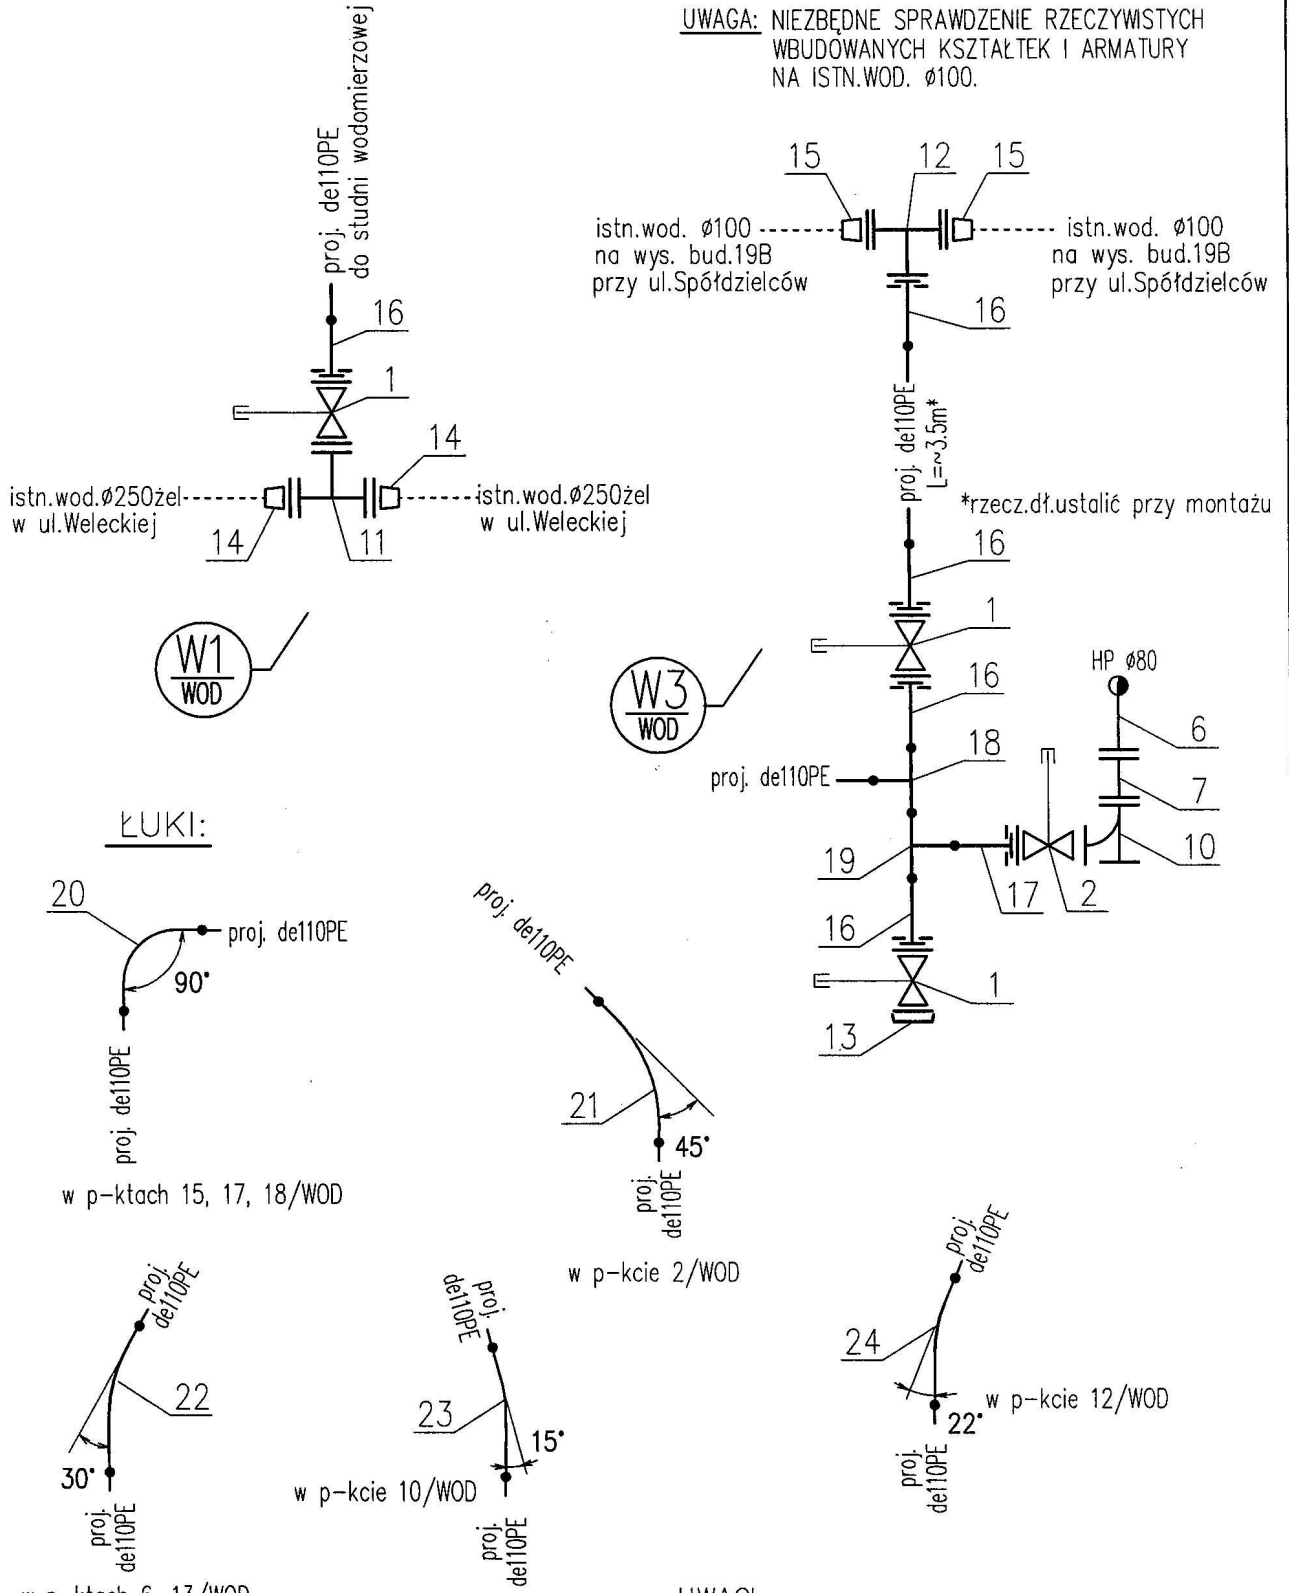 UWAGA: NIEZBĘDNE SPRAWDZENIE RZECZYWISTYCH
WBUDOWANYCH KSZTAŁTEK I ARMATURY
NA ISTN.WOD. ø100.
proj. de110PE
do studni wodomierzowej
16
1
14
istn.wod.ø250żel
w ul.Weleckiej
istn.wod.ø250żel
w ul.Weleckiej
14
11
W1
WOD
15
12
15
istn.wod. ø100
na wys. bud.19B
przy ul.Spółdzielców
istn.wod. ø100
na wys. bud.19B
przy ul.Spółdzielców
16
proj. de110PE
L=~3.5m*
*rzecz.dł.ustalić przy montażu
16
1
W3
WOD
16
HP ø80
6
18
proj. de110PE
7
19
10
17
2
16
1
13
ŁUKI:
20
proj. de110PE
90°
proj. de110PE
w p-ktach 15, 17, 18/WOD
proj. de110PE
21
45°
proj.
de110PE
w p-kcie 2/WOD
proj.
de110PE
22
30°
proj.
de110PE
w p-ktach 6, 13/WOD
proj.
de110PE
23
15°
w p-kcie 10/WOD
proj.
de110PE
proj.
de110PE
24
w p-kcie 12/WOD
22°
proj.
de110PE